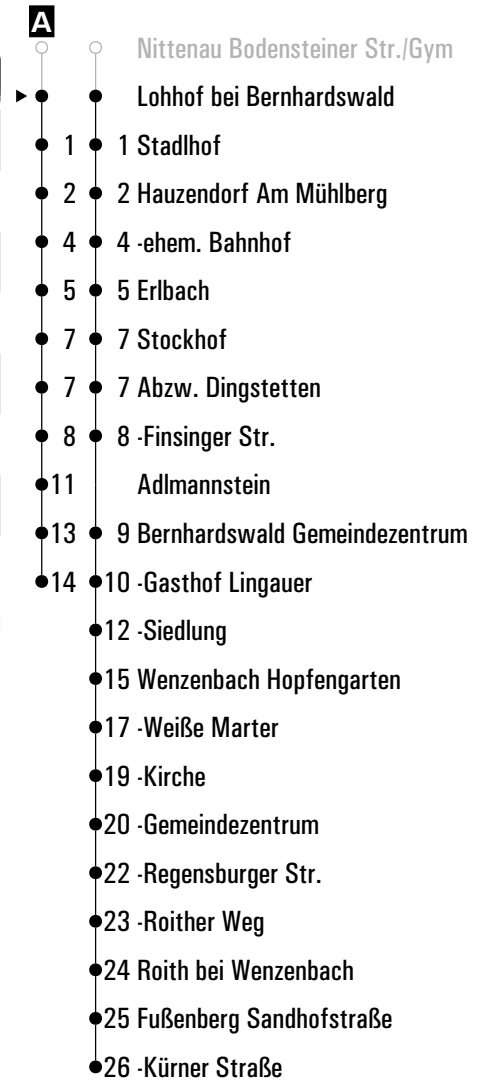 A
Nittenau Bodensteiner Str./Gym
Lohhof bei Bernhardswald
1 1 Stadlhof
2 2 Hauzendorf Am Mühlberg
4 4 -ehem. Bahnhof
5 5 Erlbach
7 7 Stockhof
7 7 Abzw. Dingstetten
8 8 -Finsinger Str.
11 Adlmannstein
13 9 Bernhardswald Gemeindezentrum
14 10 -Gasthof Lingauer
12 -Siedlung
15 Wenzenbach Hopfengarten
17 -Weiße Marter
19 -Kirche
20 -Gemeindezentrum
22 -Regensburger Str.
23 -Roither Weg
24 Roith bei Wenzenbach
25 Fußenberg Sandhofstraße
26 -Kürner Straße